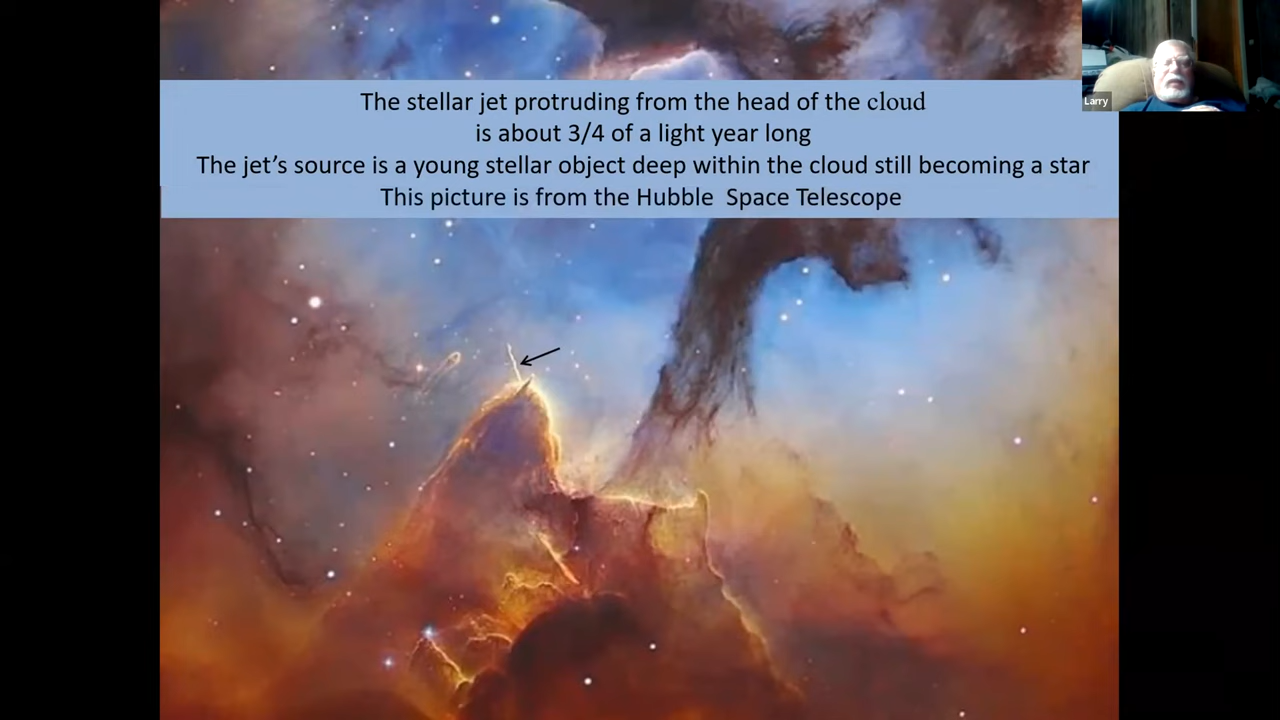 The stellar jet protruding from the head of the cloud
is about 3/4 of a light year long
The jet’s source is a young stellar object deep within the cloud still becoming a star
This picture is from the Hubble Space Telescope
Larry